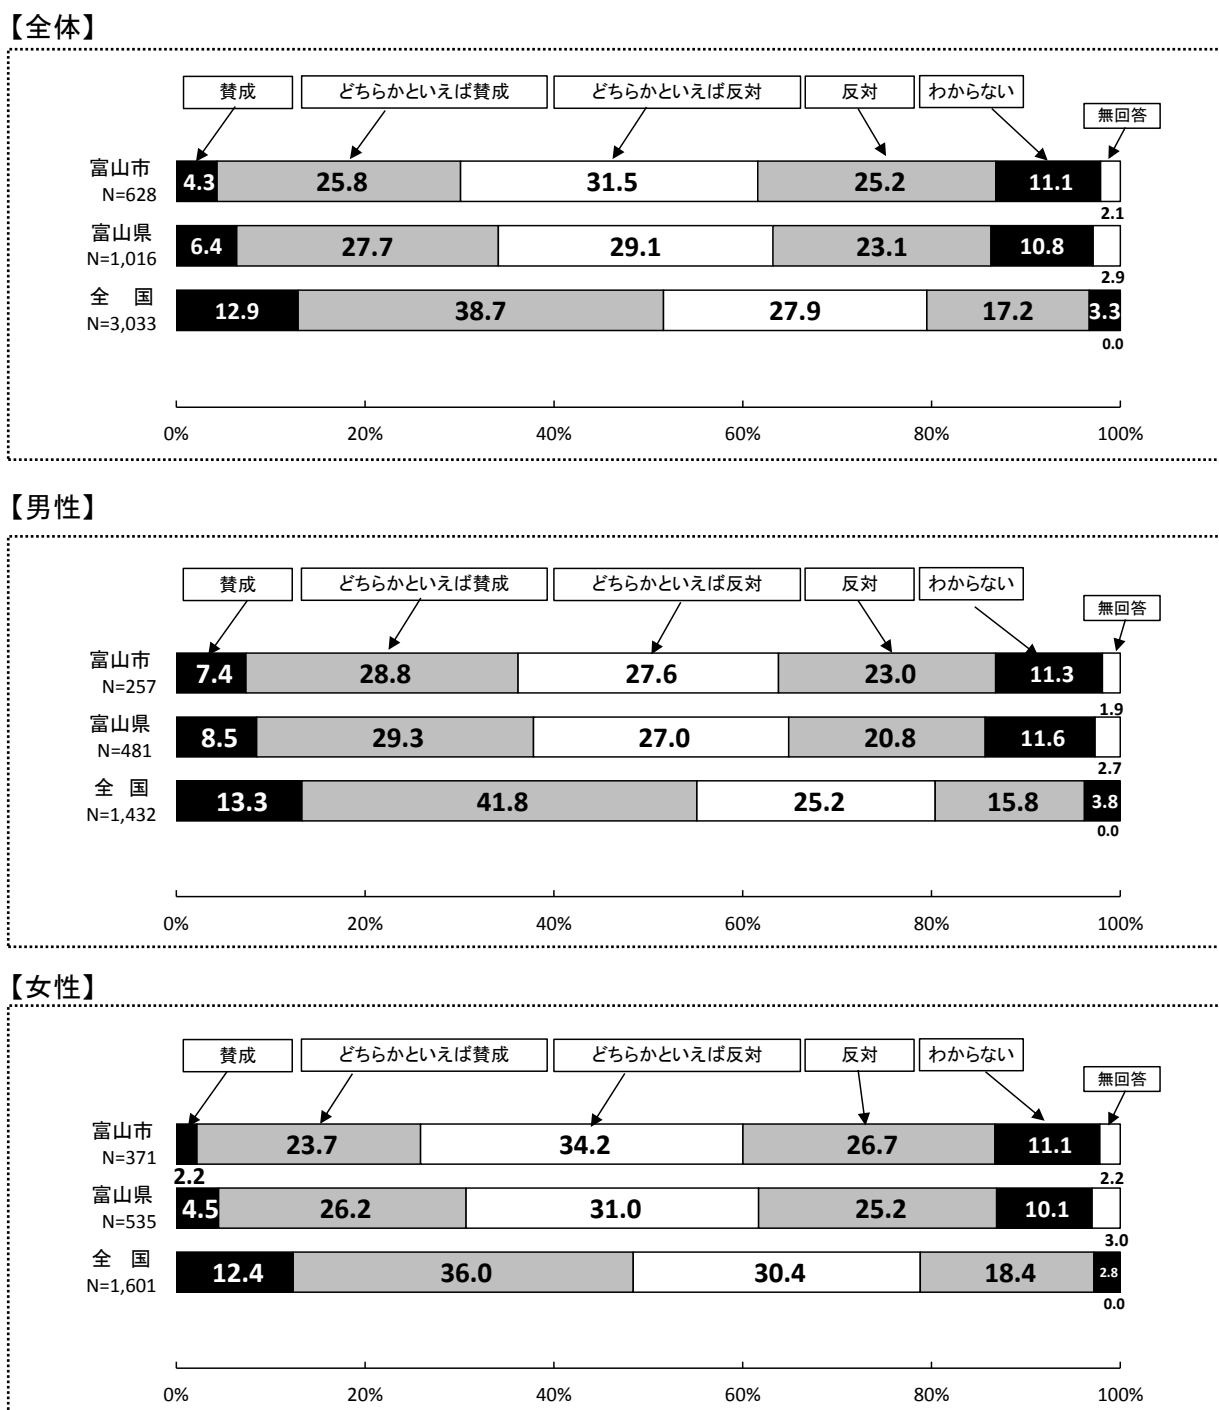 【全体】
賛成 どちらかといえば賛成 どちらかといえば反対 反対 わからない 無回答
富山市 N=628 4.3 25.8 31.5 25.2 11.1 2.1
富山県 N=1,016 6.4 27.7 29.1 23.1 10.8 2.9
全 国 N=3,033 12.9 38.7 27.9 17.2 3.3 0.0
0% 20% 40% 60% 80% 100%
【男性】
賛成 どちらかといえば賛成 どちらかといえば反対 反対 わからない 無回答
富山市 N=257 7.4 28.8 27.6 23.0 11.3 1.9
富山県 N=481 8.5 29.3 27.0 20.8 11.6 2.7
全 国 N=1,432 13.3 41.8 25.2 15.8 3.8 0.0
0% 20% 40% 60% 80% 100%
【女性】
賛成 どちらかといえば賛成 どちらかといえば反対 反対 わからない 無回答
富山市 N=371 2.2 23.7 34.2 26.7 11.1 2.2
富山県 N=535 4.5 26.2 31.0 25.2 10.1 3.0
全 国 N=1,601 12.4 36.0 30.4 18.4 2.8 0.0
0% 20% 40% 60% 80% 100%